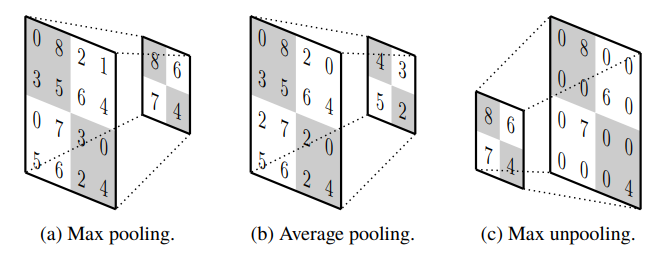 0 8 2 1
3 5 6 4
0 7 3 0
5 6 2 4
8 6
7 4
(a) Max pooling.
0 8 2 0
3 5 6 4
2 7 2 0
5 6 2 4
4 3
5 2
(b) Average pooling.
8 6
7 4
0 8 0 0
0 0 6 0
0 7 0 0
0 0 0 4
(c) Max unpooling.